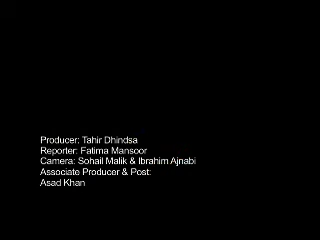 Producer: Tahir Dhindsa
Reporter: Fatima Mansoor
Camera: Sohail Malik & Ibrahim Ajnabi
Associate Producer & Post:
Asad Khan